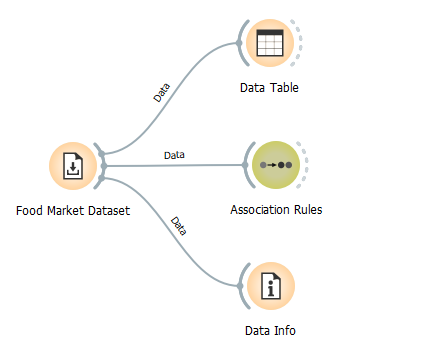 Data
Data Table
Data
Food Market Dataset
Association Rules
Data
Data Info